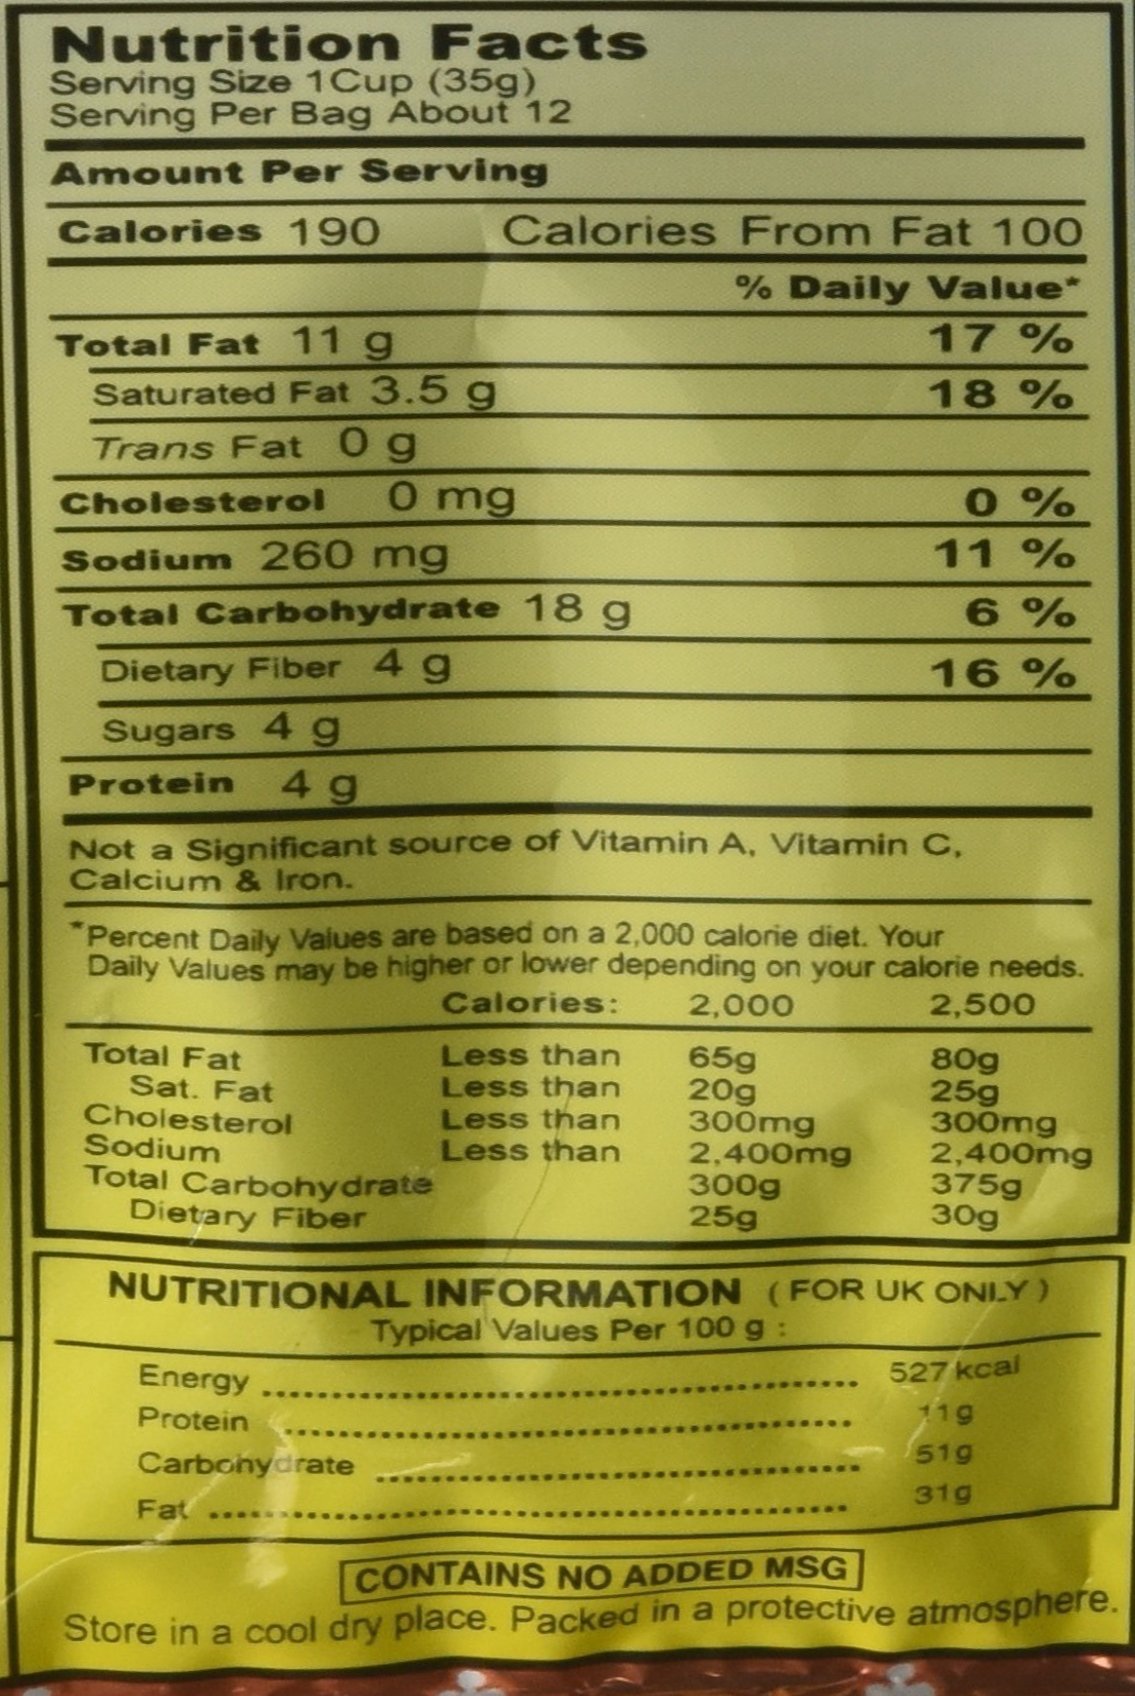 Nutrition Facts
Serving Size 1Cup (35g)
Serving Per Bag About 12
Amount Per Serving
Calories 190 Calories From Fat 100
% Daily Value*
Total Fat 11 g 17 %
Saturated Fat 3.5 g 18 %
Trans Fat 0 g
Cholesterol 0 mg 0 %
Sodium 260 mg 11 %
Total Carbohydrate 18 g 6 %
Dietary Fiber 4 g 16 %
Sugars 4 g
Protein 4 g
Not a Significant source of Vitamin A, Vitamin C,
Calcium & Iron.
*Percent Daily Values are based on a 2,000 calorie diet. Your
Daily Values may be higher or lower depending on your calorie needs.
Calories: 2,000 2,500
Total Fat Less than 65g 80g
Sat. Fat Less than 20g 25g
Cholesterol Less than 300mg 300mg
Sodium Less than 2,400mg 2,400mg
Total Carbohydrate 300g 375g
Dietary Fiber 25g 30g
NUTRITIONAL INFORMATION (FOR UK ONLY)
Typical Values Per 100 g :
Energy ........................................ 527 kcal
Protein ........................................ 11g
Carbohydrate ................................ 51g
Fat ............................................ 31g
CONTAINS NO ADDED MSG
Store in a cool dry place. Packed in a protective atmosphere.